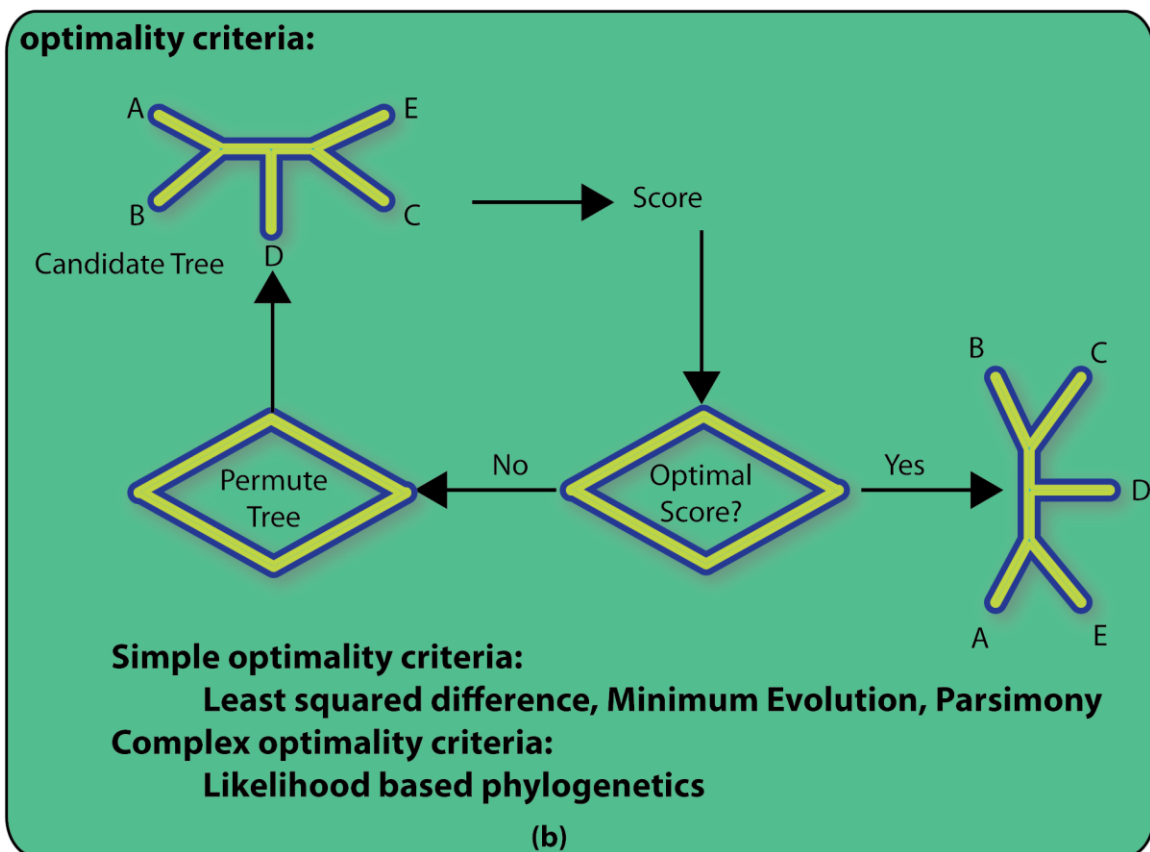 optimality criteria:
A
E
B
C
D
Candidate Tree
Score
B
C
D
A
E
Permute
Tree
No
Optimal
Score?
Yes
Simple optimality criteria:
Least squared difference, Minimum Evolution, Parsimony
Complex optimality criteria:
Likelihood based phylogenetics
(b)